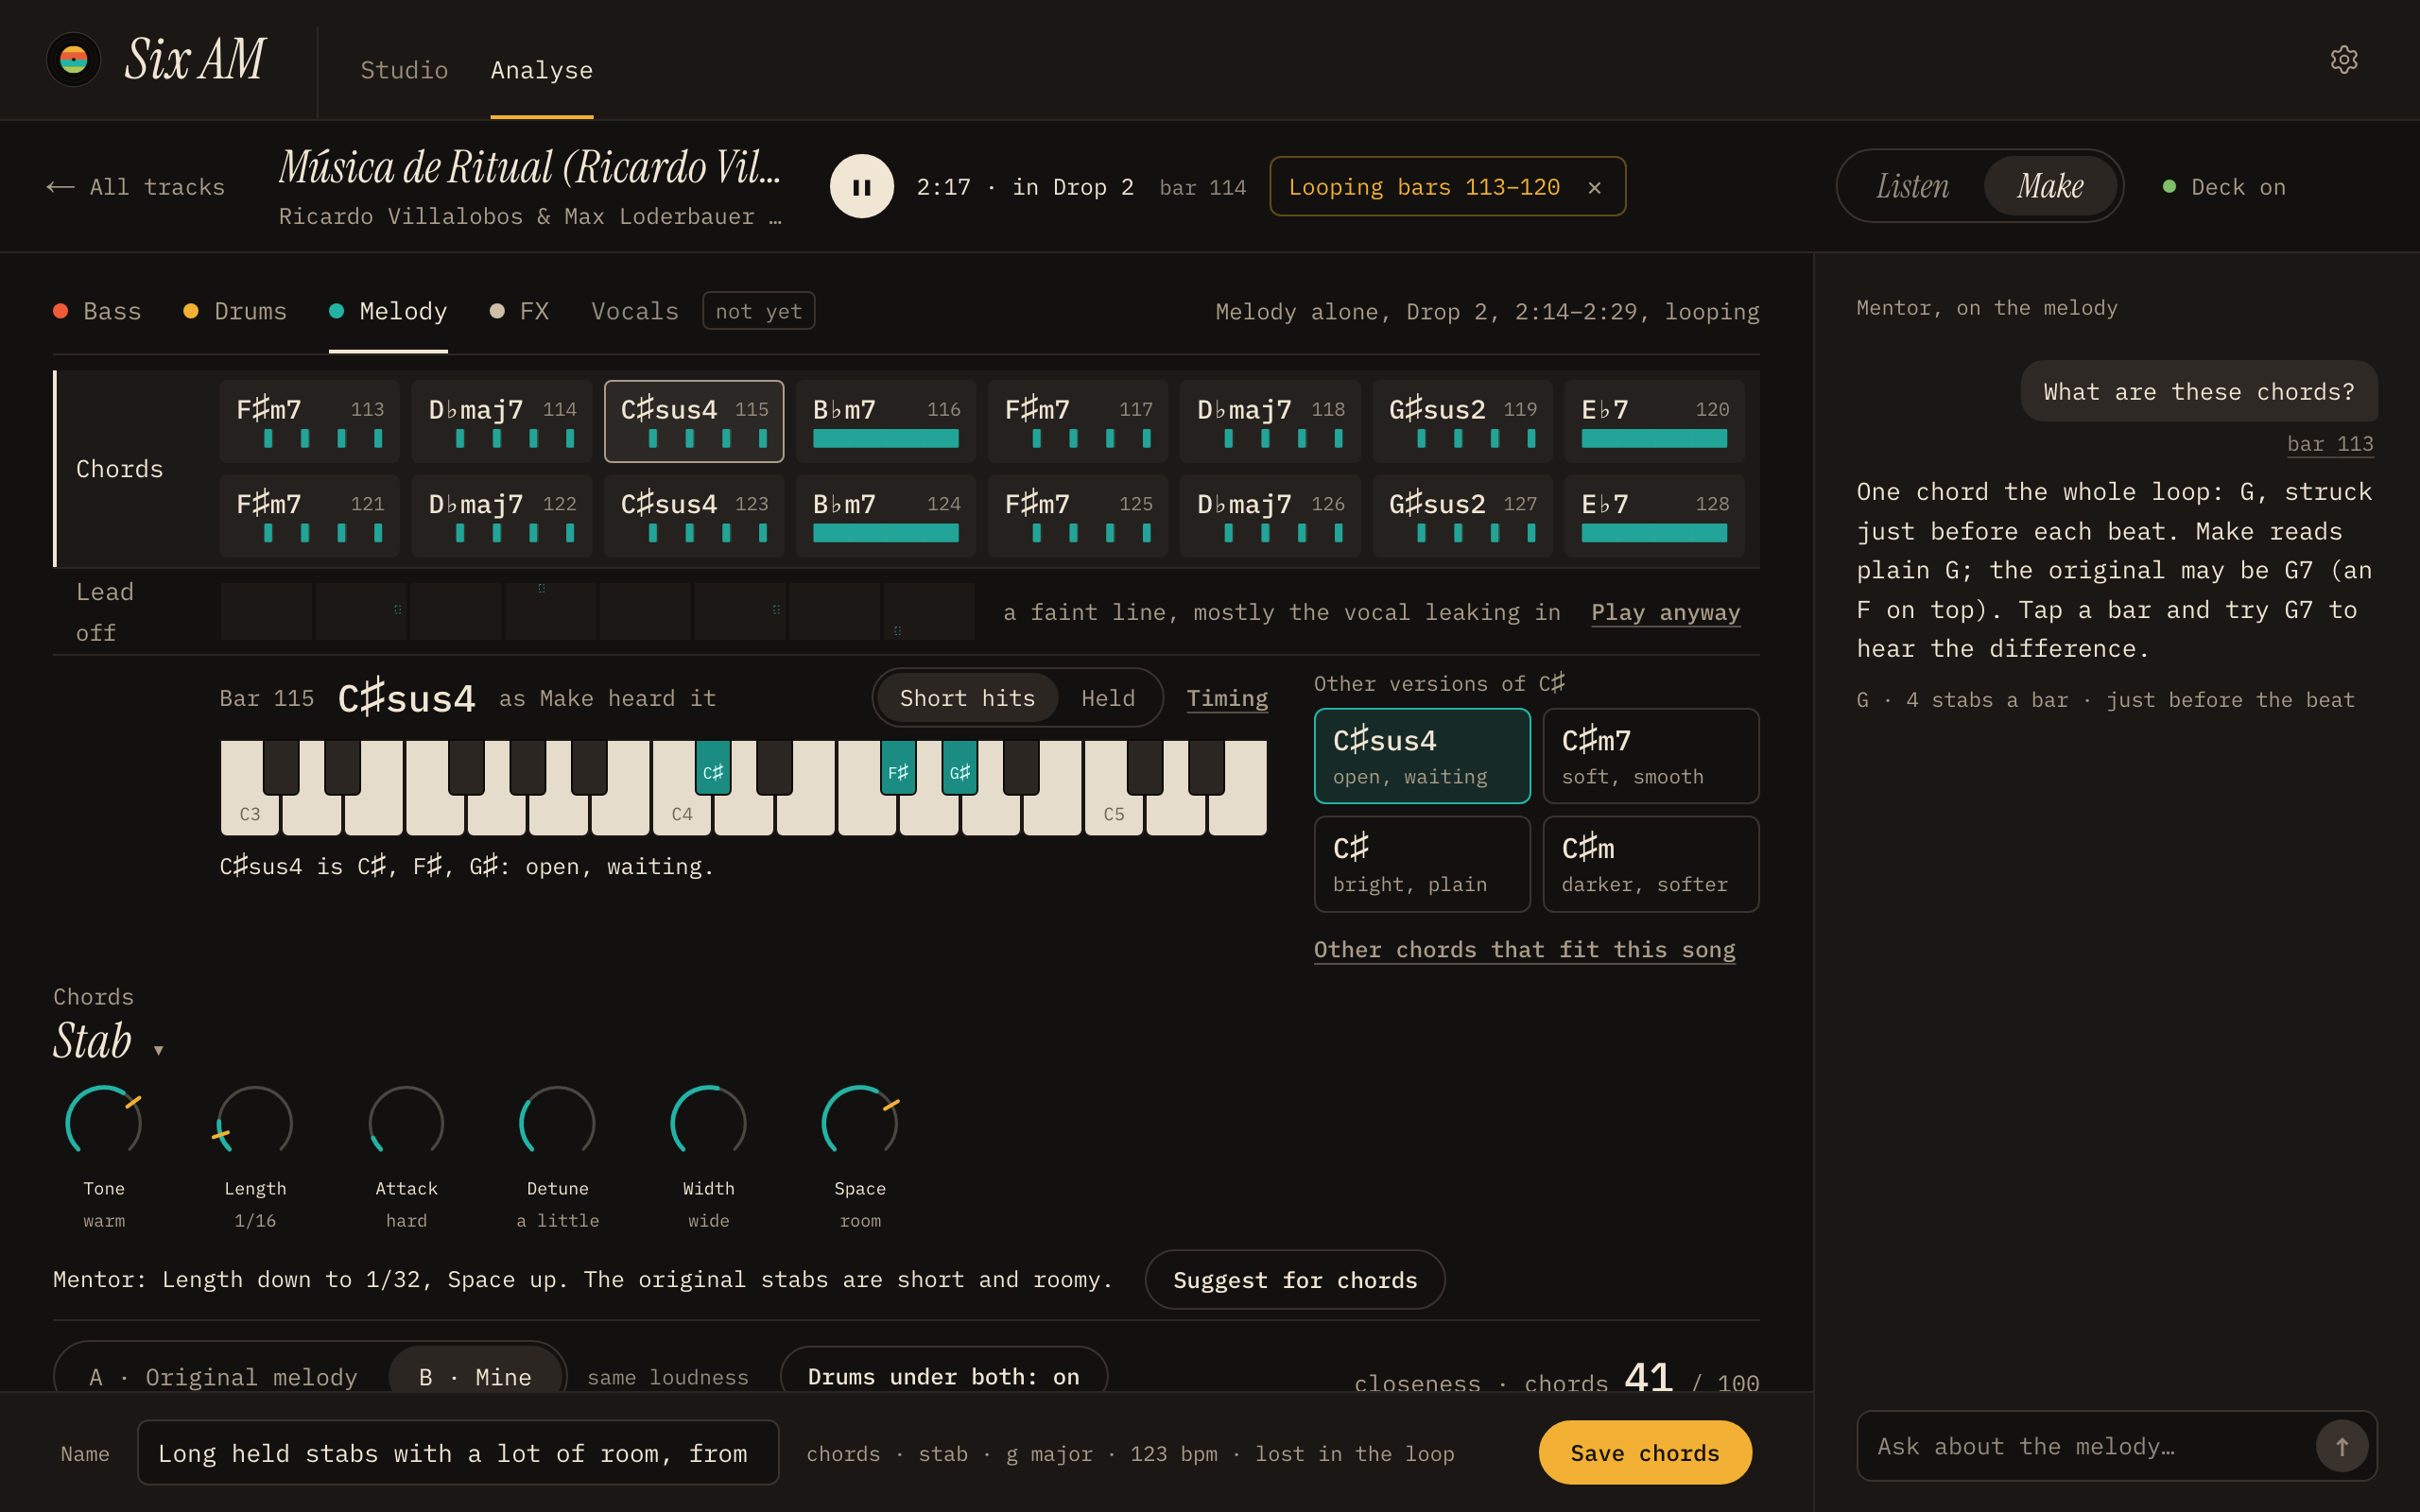 Six AM
Studio
Analyse
← All tracks
Música de Ritual (Ricardo Vil…
Ricardo Villalobos & Max Loderbauer …
2:17 · in Drop 2
bar 114
Looping bars 113–120 ×
Listen
Make
Deck on
Bass
Drums
Melody
FX
Vocals
not yet
Melody alone, Drop 2, 2:14–2:29, looping
Chords
F♯m7 113
D♭maj7 114
C♯sus4 115
B♭m7 116
F♯m7 117
D♭maj7 118
G♯sus2 119
E♭7 120
F♯m7 121
D♭maj7 122
C♯sus4 123
B♭m7 124
F♯m7 125
D♭maj7 126
G♯sus2 127
E♭7 128
Lead
off
a faint line, mostly the vocal leaking in
Play anyway
Bar 115 C♯sus4 as Make heard it
Short hits
Held
Timing
C♯
F♯
G♯
C3
C4
C5
C♯sus4 is C♯, F♯, G♯: open, waiting.
Other versions of C♯
C♯sus4
open, waiting
C♯m7
soft, smooth
C♯
bright, plain
C♯m
darker, softer
Other chords that fit this song
Chords
Stab ▾
Tone
warm
Length
1/16
Attack
hard
Detune
a little
Width
wide
Space
room
Mentor: Length down to 1/32, Space up. The original stabs are short and roomy.
Suggest for chords
A · Original melody
B · Mine
same loudness
Drums under both: on
closeness · chords 41 / 100
Name
Long held stabs with a lot of room, from
chords · stab · g major · 123 bpm · lost in the loop
Save chords
Mentor, on the melody
What are these chords?
bar 113
One chord the whole loop: G, struck
just before each beat. Make reads
plain G; the original may be G7 (an
F on top). Tap a bar and try G7 to
hear the difference.
G · 4 stabs a bar · just before the beat
Ask about the melody…